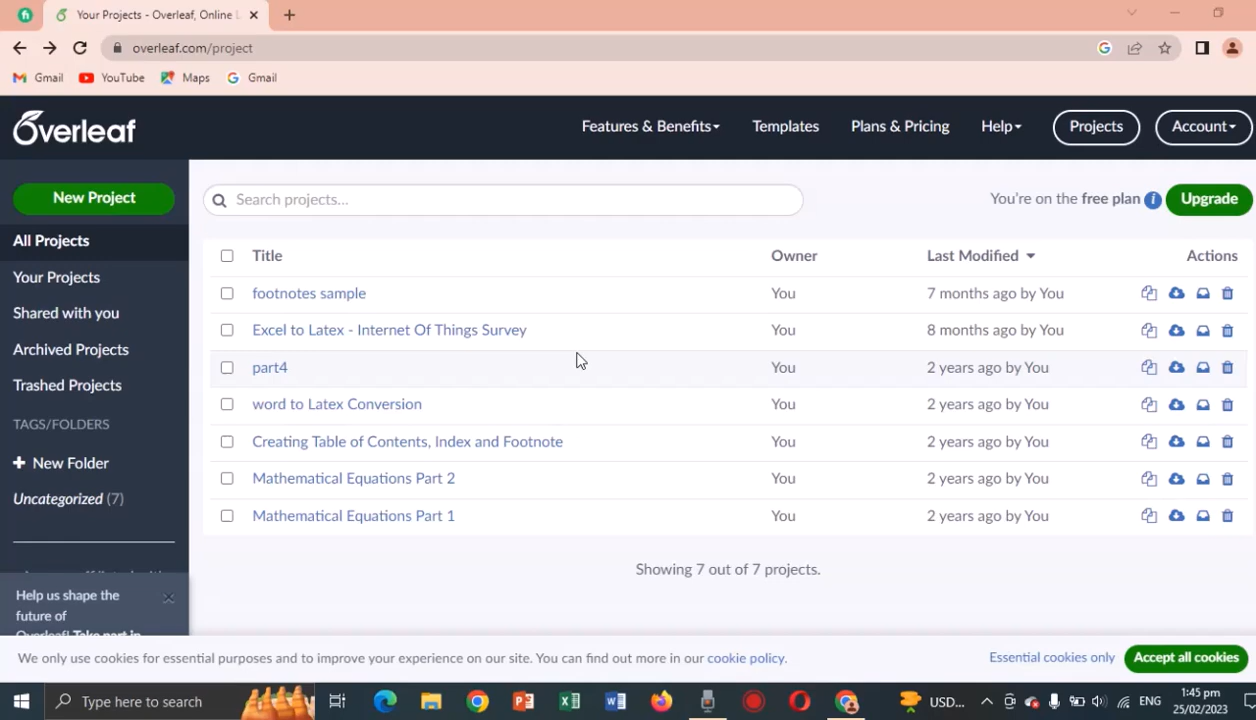 Your Projects - Overleaf, Online L
overleaf.com/project
Gmail YouTube Maps Gmail
Overleaf Features & Benefits Templates Plans & Pricing Help Projects Account
New Project Search projects... You're on the free plan i Upgrade
All Projects
Your Projects
Shared with you
Archived Projects
Trashed Projects
TAGS/FOLDERS
New Folder
Uncategorized (7)
Title Owner Last Modified Actions
footnotes sample You 7 months ago by You
Excel to Latex - Internet Of Things Survey You 8 months ago by You
part4 You 2 years ago by You
word to Latex Conversion You 2 years ago by You
Creating Table of Contents, Index and Footnote You 2 years ago by You
Mathematical Equations Part 2 You 2 years ago by You
Mathematical Equations Part 1 You 2 years ago by You
Showing 7 out of 7 projects.
Help us shape the
future of
Overleaf! Take part in
We only use cookies for essential purposes and to improve your experience on our site. You can find out more in our cookie policy. Essential cookies only Accept all cookies
Type here to search USD... ENG 1:45 pm
25/02/2023